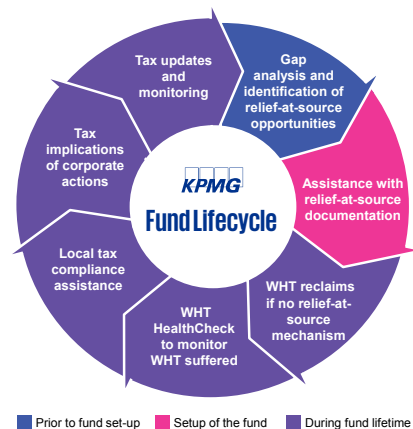 Gap
analysis and
identification of
relief-at-source
opportunities
Assistance with
relief-at-source
documentation
WHT reclaims
if no relief-at-
source
mechanism
WHT
HealthCheck
to monitor
WHT suffered
Local tax
compliance
assistance
Tax
implications
of corporate
actions
Tax updates
and
monitoring
KPMG
Fund Lifecycle
Prior to fund set-up
Setup of the fund
During fund lifetime